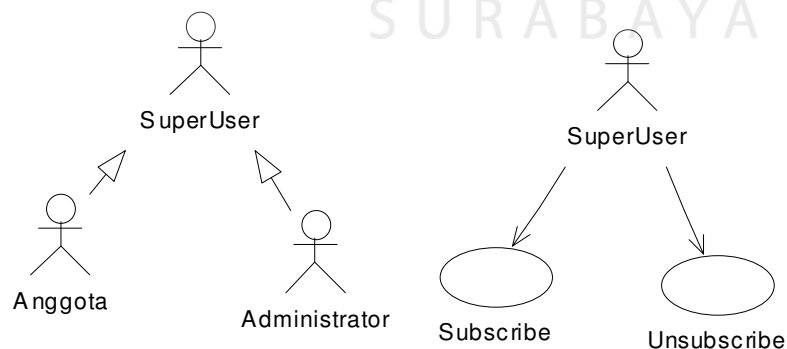 SURABAYA
SuperUser
Anggota
Administrator
SuperUser
Subscribe
Unsubscribe